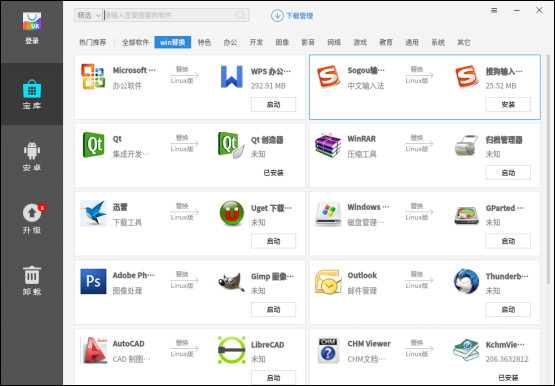 UK
登录
宝库
安卓
升级
8
卸载
精选
请输入您要搜索的软件
下载管理
热门推荐 全部软件 win替换 特色 办公 开发 图像 影音 网络 游戏 教育 通用 系统 其它
Microsoft …
办公软件
替换
Linux版
WPS 办公…
292.91 MB
启动
Sogou输…
中文输入法
替换
Linux版
搜狗输入…
25.52 MB
安装
Qt
集成开发…
替换
Linux版
Qt 创造器
未知
已安装
WinRAR
压缩工具
替换
Linux版
归档管理器
未知
启动
迅雷
下载工具
替换
Linux版
Uget 下载…
未知
启动
Windows …
磁盘管理…
替换
Linux版
GParted …
未知
启动
Ps
Adobe Ph…
图像处理
替换
Linux版
Gimp 图像…
未知
启动
Outlook
邮件管理
替换
Linux版
Thunderb…
未知
启动
AutoCAD
CAD 制图…
替换
Linux版
LibreCAD
未知
启动
CHM
CHM Viewer
CHM文档…
替换
Linux版
KchmVie…
206.3632812
已安装